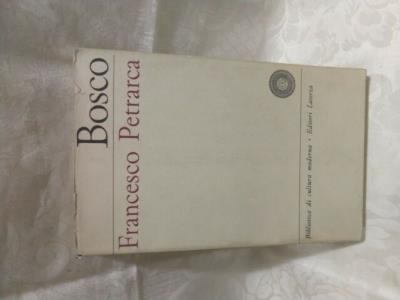 Bosco
Francesco Petrarca
Biblioteca di cultura moderna • Editori Laterza